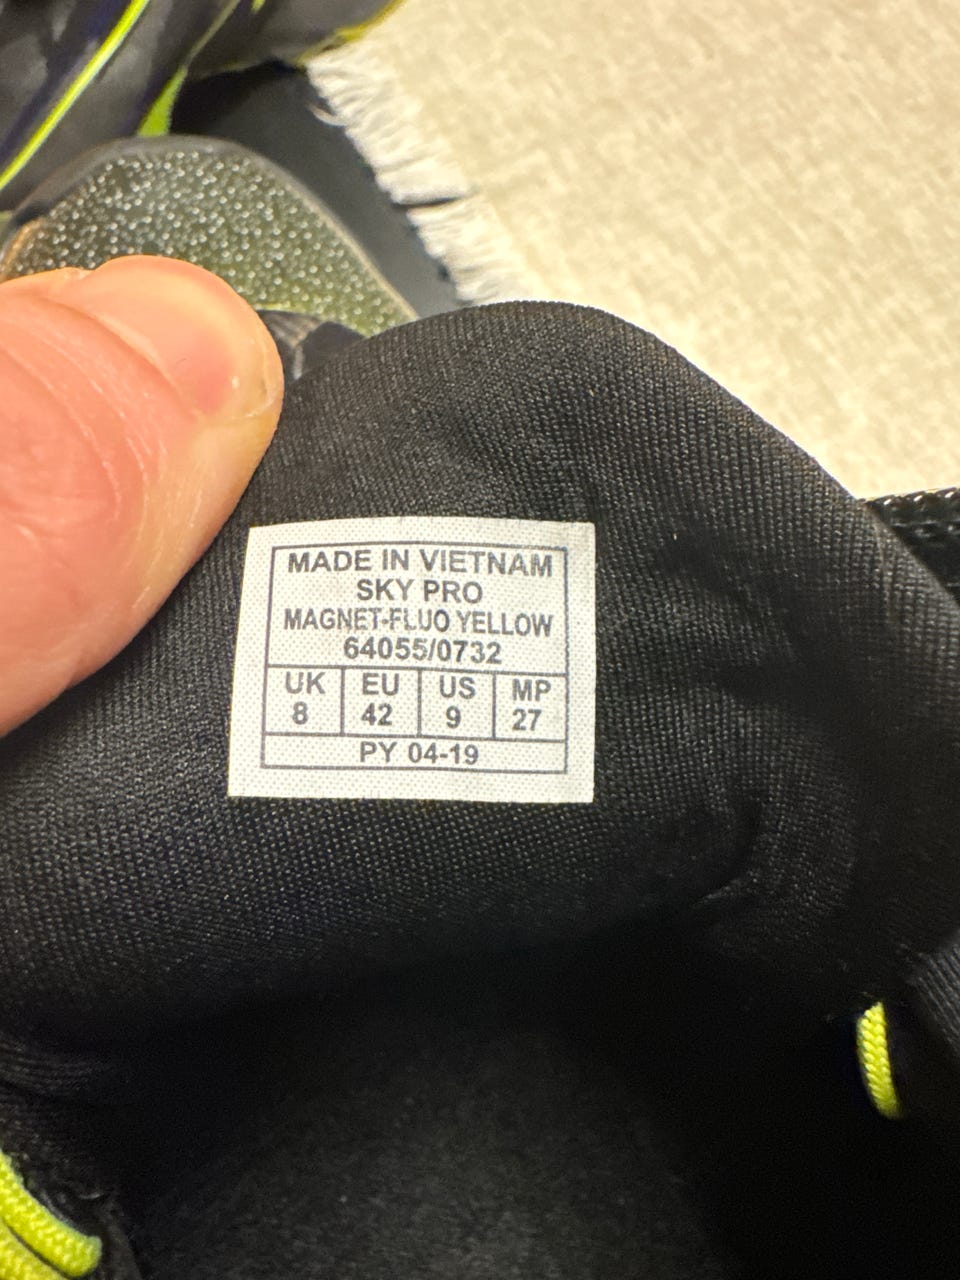 MADE IN VIETNAM
SKY PRO
MAGNET-FLUO YELLOW
64055/0732
UK EU US MP
8 42 9 27
PY 04-19